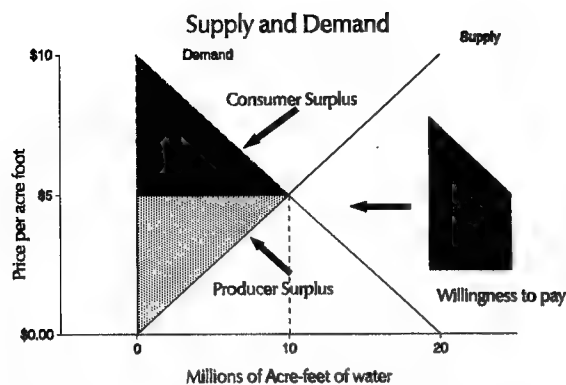 Supply and Demand
$10
Demand
Supply
Consumer Surplus
Price per acre foot
$5
Producer Surplus
Willingness to pay
$0.00
0
10
20
Millions of Acre-feet of water